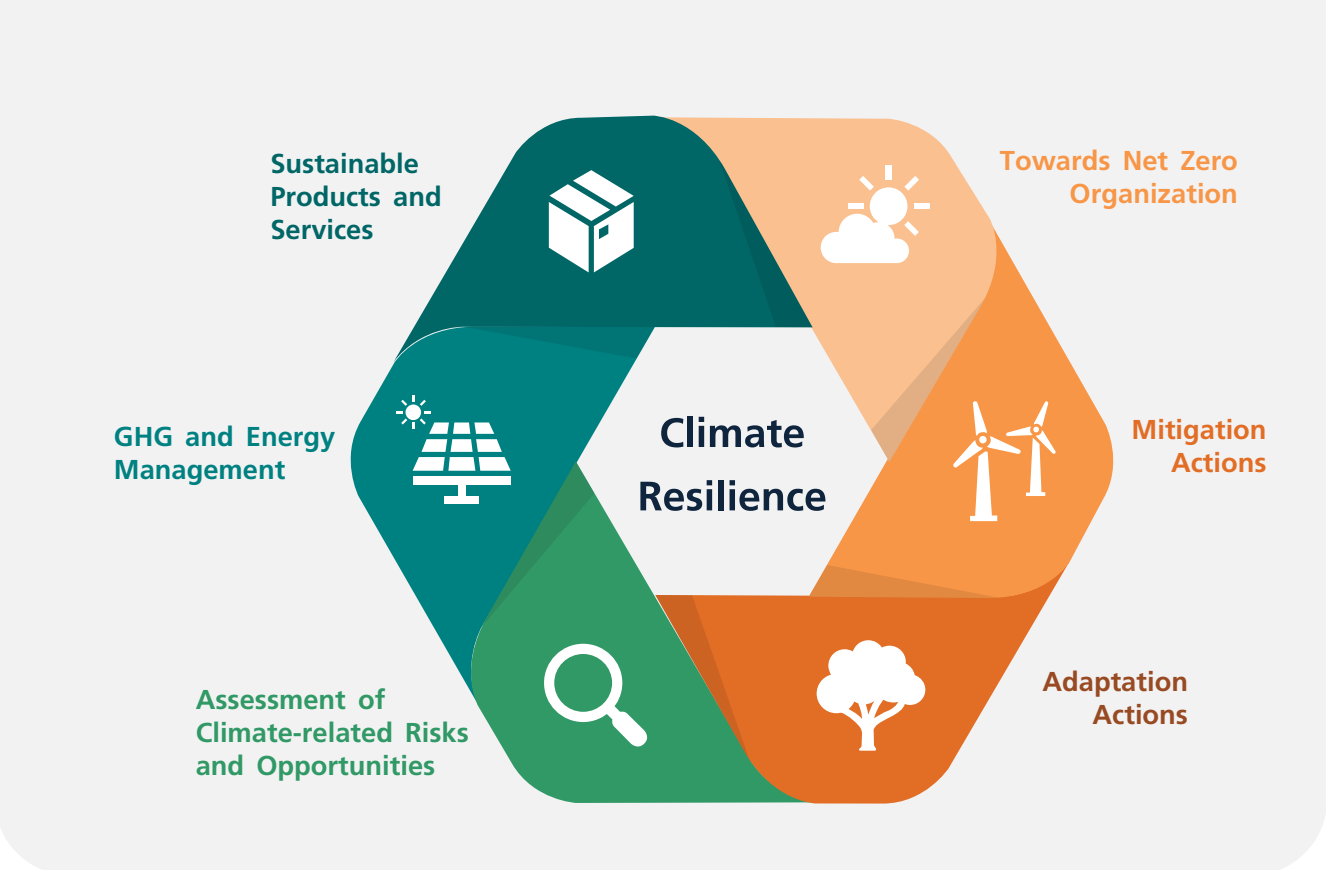 Sustainable
Products and
Services
Towards Net Zero
Organization
GHG and Energy
Management
Climate
Resilience
Mitigation
Actions
Assessment of
Climate-related Risks
and Opportunities
Adaptation
Actions